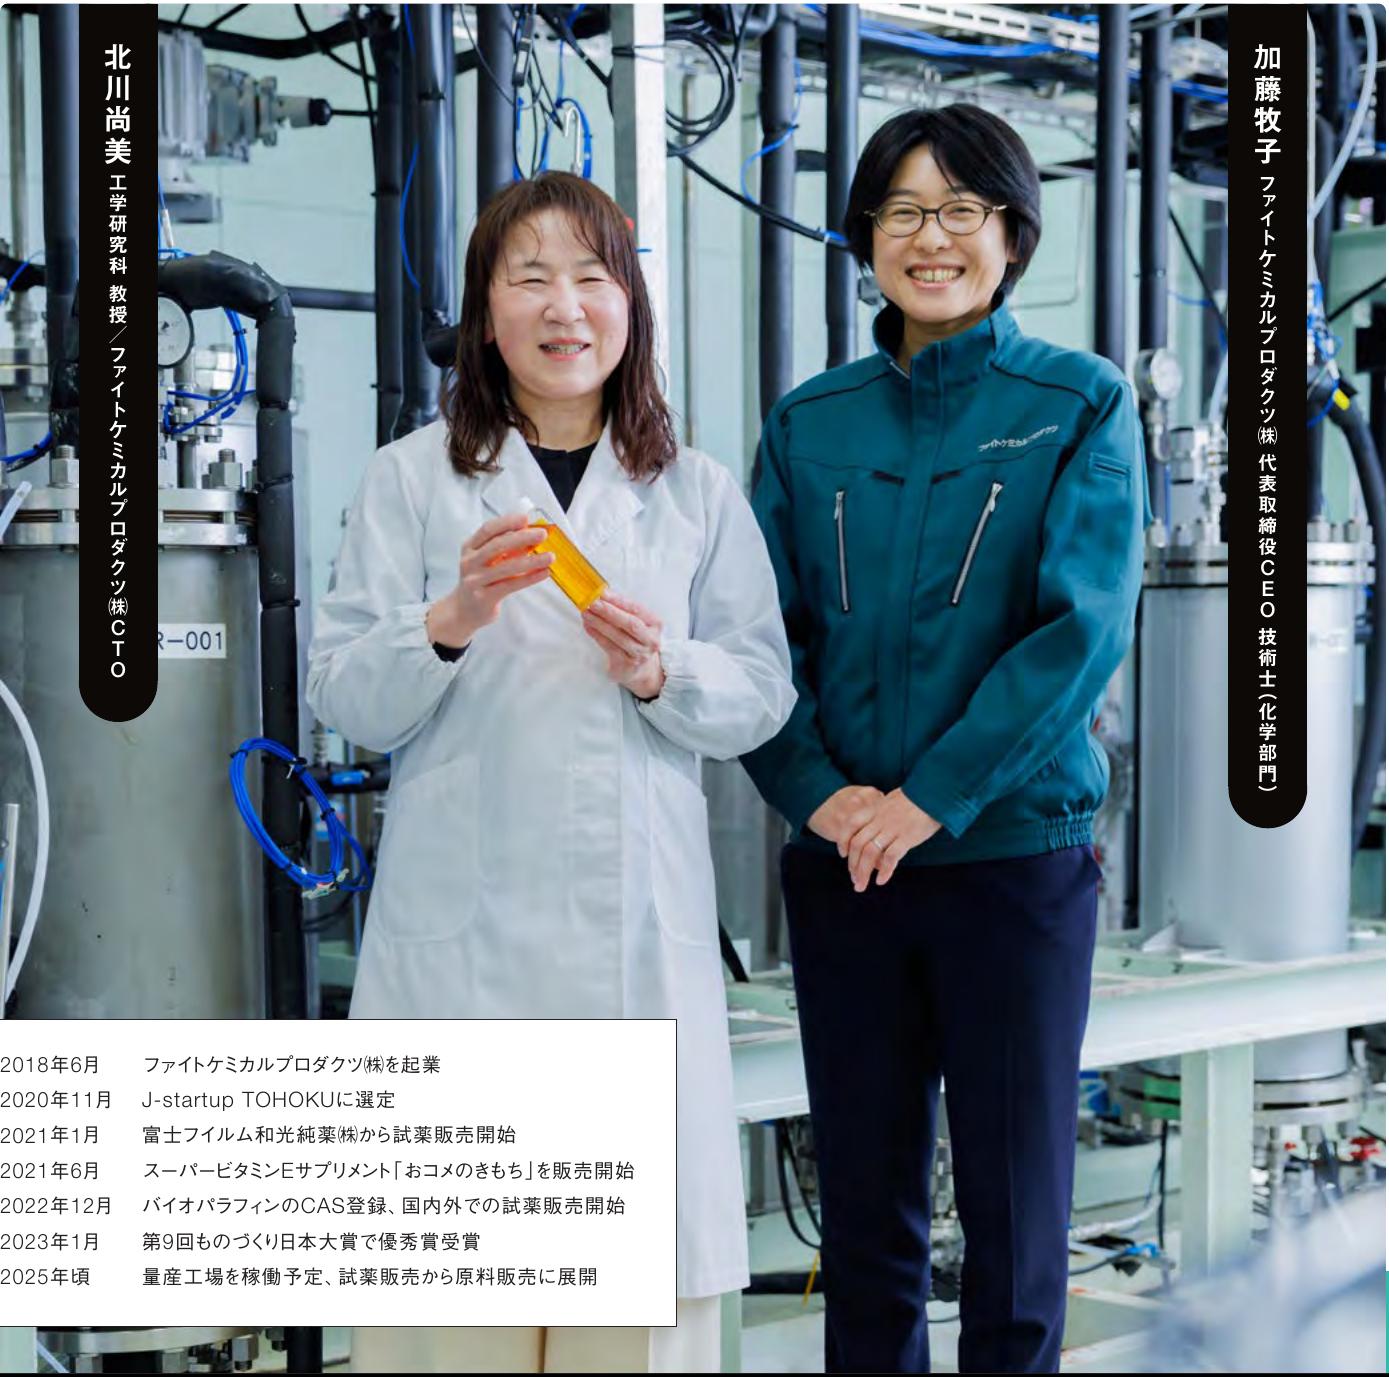 北川尚美 工学研究科 教授／ファイトケミカルプロダクツ㈱CTO
加藤牧子 ファイトケミカルプロダクツ㈱ 代表取締役CEO 技術士（化学部門）
ファイトケミカルプロダクツ
R-001
2018年6月 ファイトケミカルプロダクツ㈱を起業
2020年11月 J-startup TOHOKUに選定
2021年1月 富士フイルム和光純薬㈱から試薬販売開始
2021年6月 スーパービタミンEサプリメント「おコメのきもち」を販売開始
2022年12月 バイオパラフィンのCAS登録、国内外での試薬販売開始
2023年1月 第9回ものづくり日本大賞で優秀賞受賞
2025年頃 量産工場を稼働予定、試薬販売から原料販売に展開